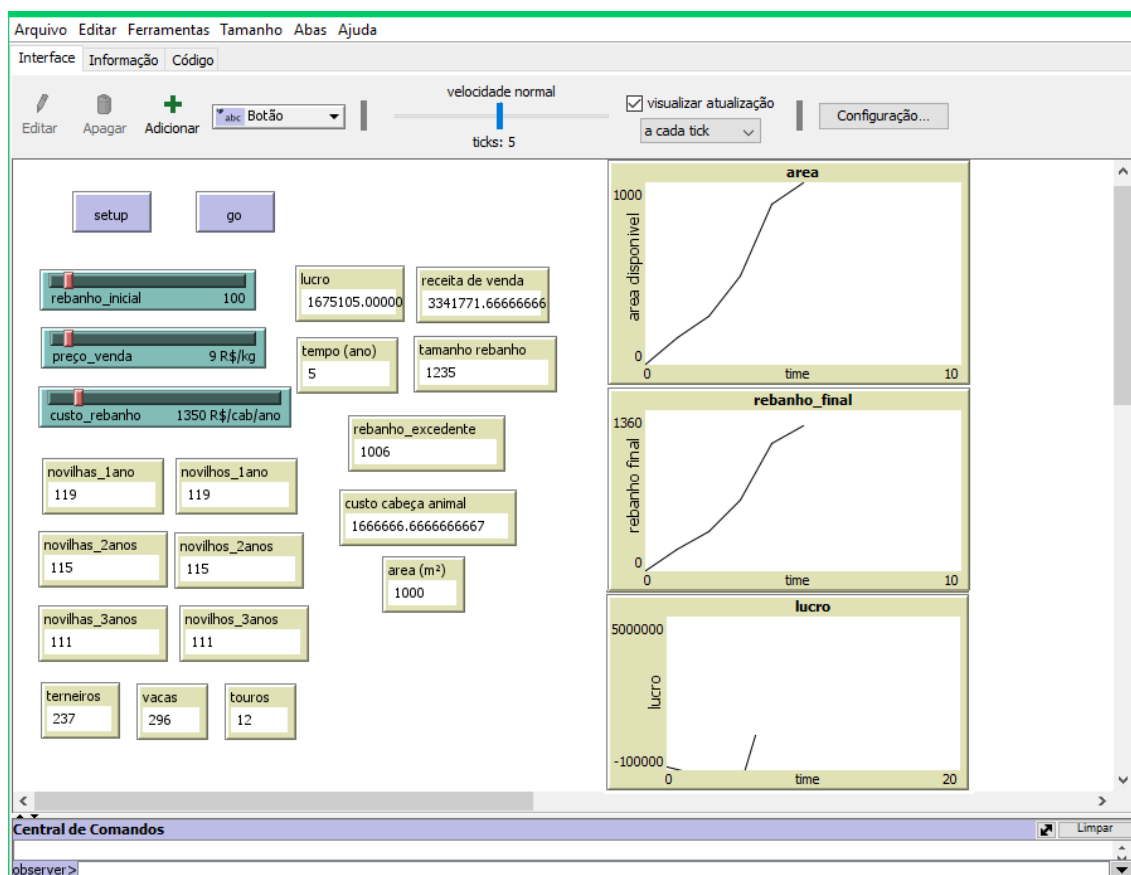 Arquivo Editar Ferramentas Tamanho Abas Ajuda
Interface Informação Código
Editar Apagar Adicionar abc Botão
velocidade normal
ticks: 5
visualizar atualização
a cada tick
Configuração...
setup go
rebanho_inicial 100
preço_venda 9 R$/kg
custo_rebanho 1350 R$/cab/ano
lucro
1675105.00000
receita de venda
3341771.66666666
tempo (ano)
5
tamanho rebanho
1235
rebanho_excedente
1006
custo cabeça animal
1666666.6666666667
area (m²)
1000
novilhas_1ano
119
novilhos_1ano
119
novilhas_2anos
115
novilhos_2anos
115
novilhas_3anos
111
novilhos_3anos
111
terneiros
237
vacas
296
touros
12
area
1000
area disponivel
0
0 time 10
rebanho_final
1360
rebanho final
0
0 time 10
lucro
5000000
lucro
-100000
0 time 20
Central de Comandos Limpar
observer>